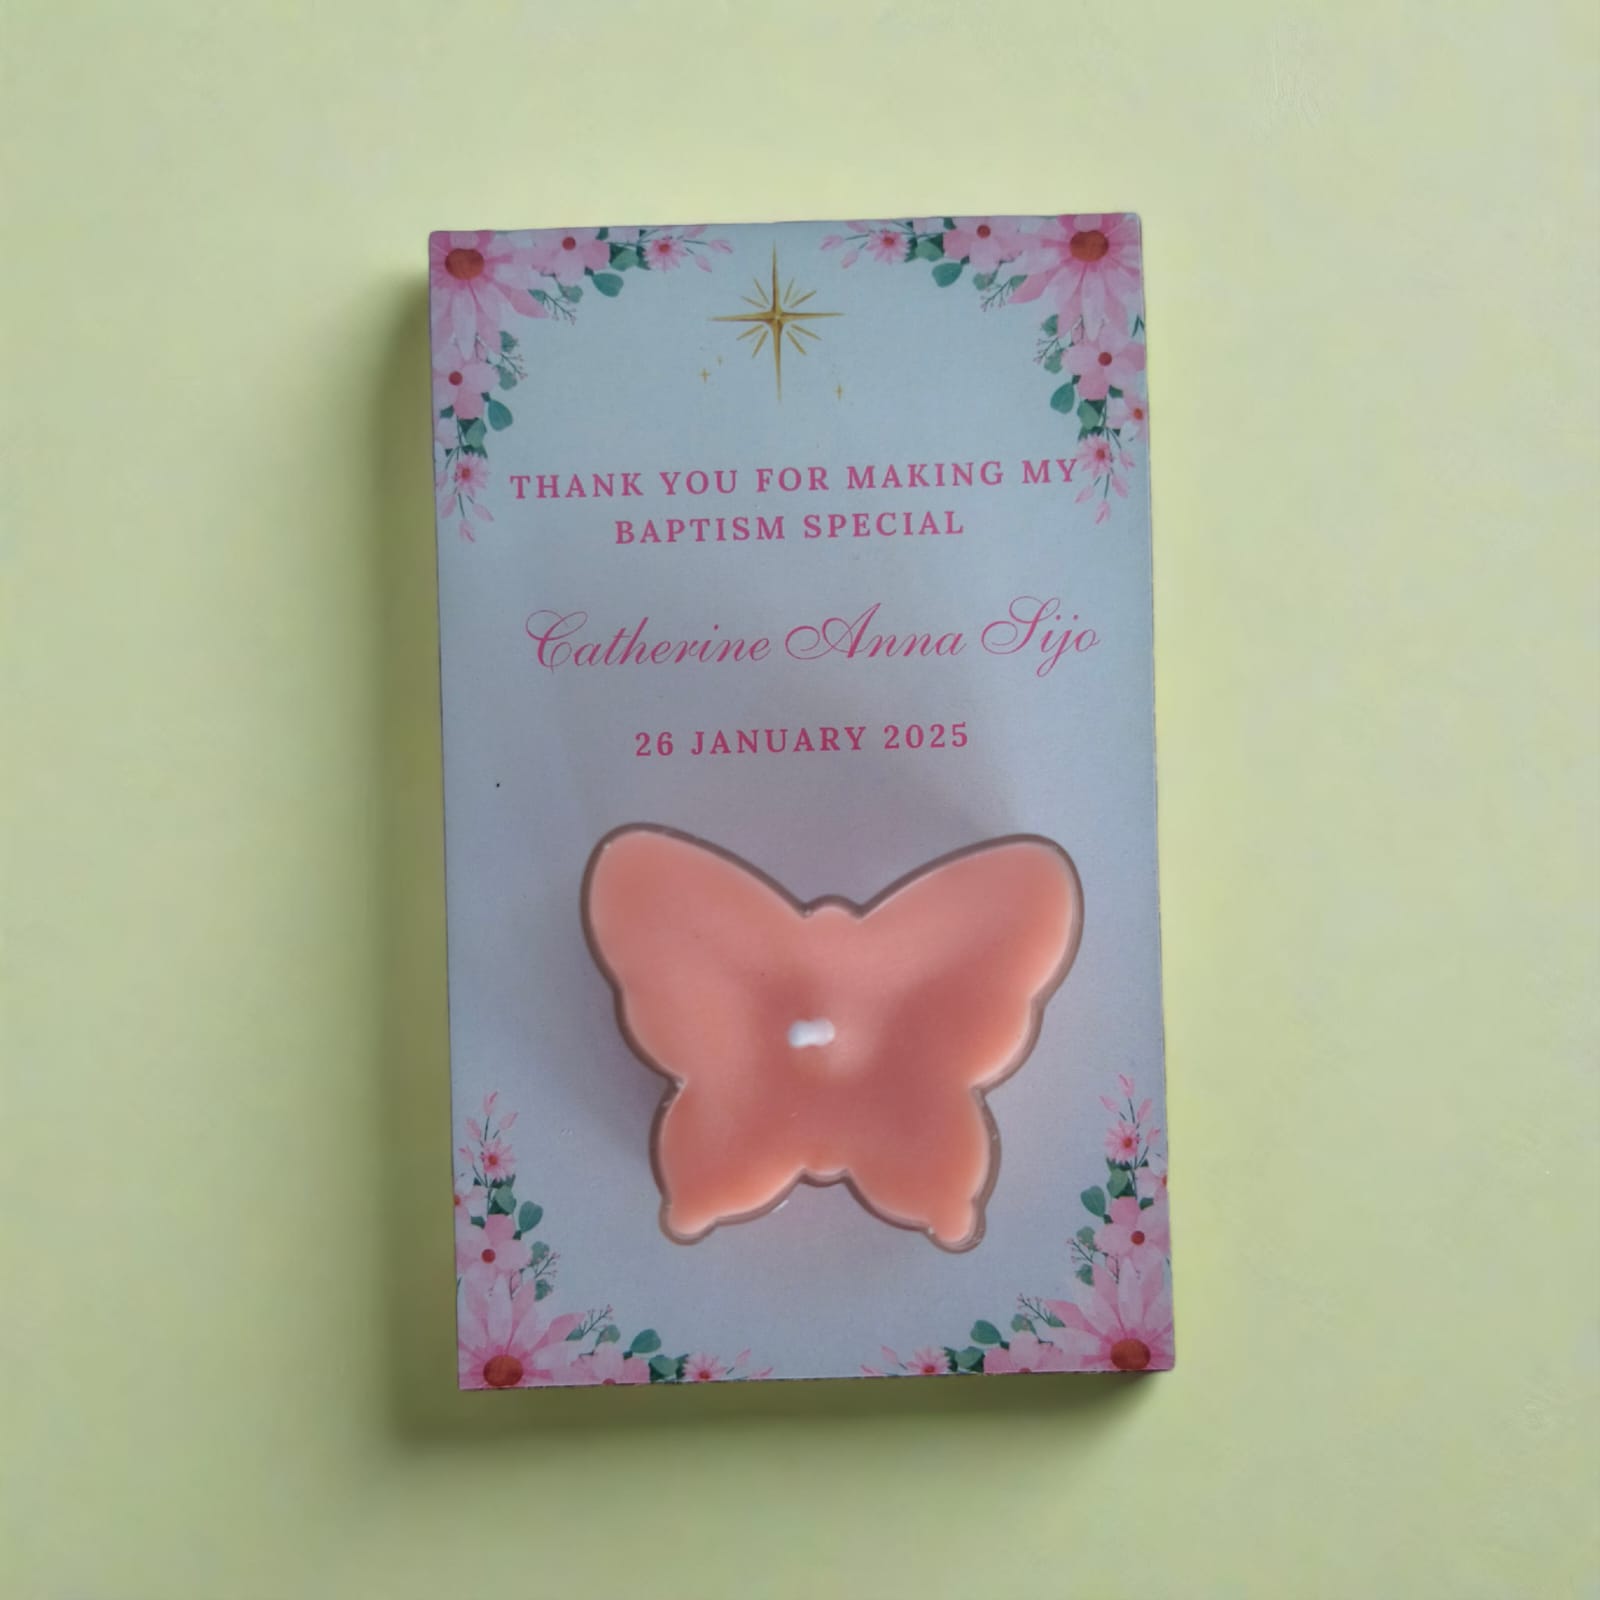 THANK YOU FOR MAKING MY
BAPTISM SPECIAL
Catherine Anna Sijo
26 JANUARY 2025